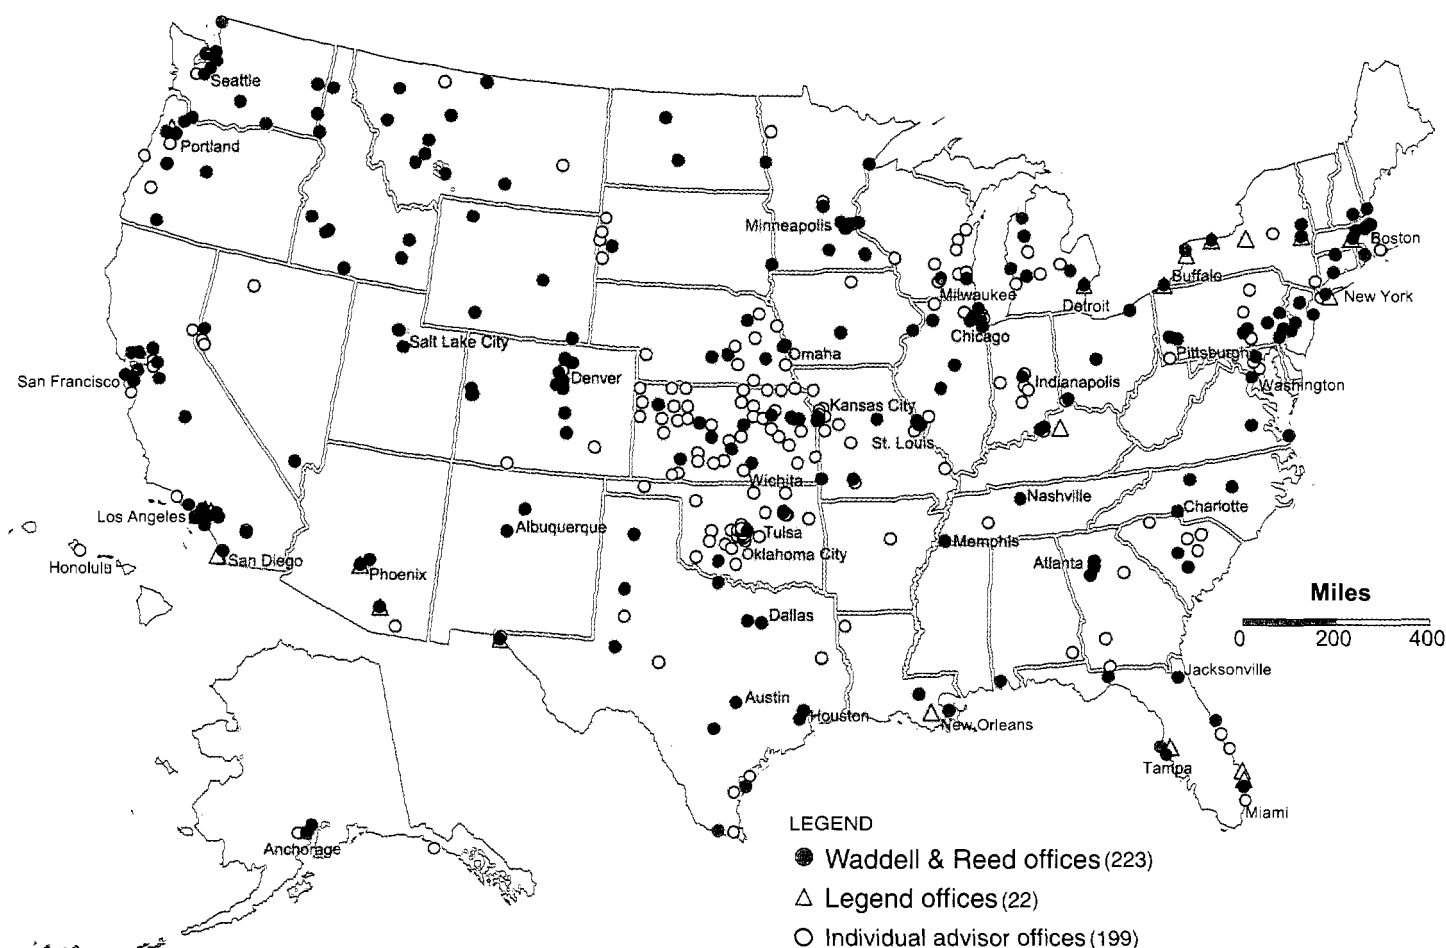 Seattle
Portland
Minneapolis
Boston
Buffalo
Milwaukee
Detroit
New York
Chicago
Salt Lake City
Omaha
Pittsburgh
San Francisco
Denver
Indianapolis
Washington
Kansas City
St. Louis
Wichita
Nashville
Charlotte
Los Angeles
Albuquerque
Tulsa
Memphis
Oklahoma City
Honolulu
San Diego
Phoenix
Atlanta
Miles
Dallas
0 200 400
Jacksonville
Austin
Houston
New Orleans
Tampa
Miami
Anchorage
LEGEND
Waddell & Reed offices (223)
Legend offices (22)
Individual advisor offices (199)